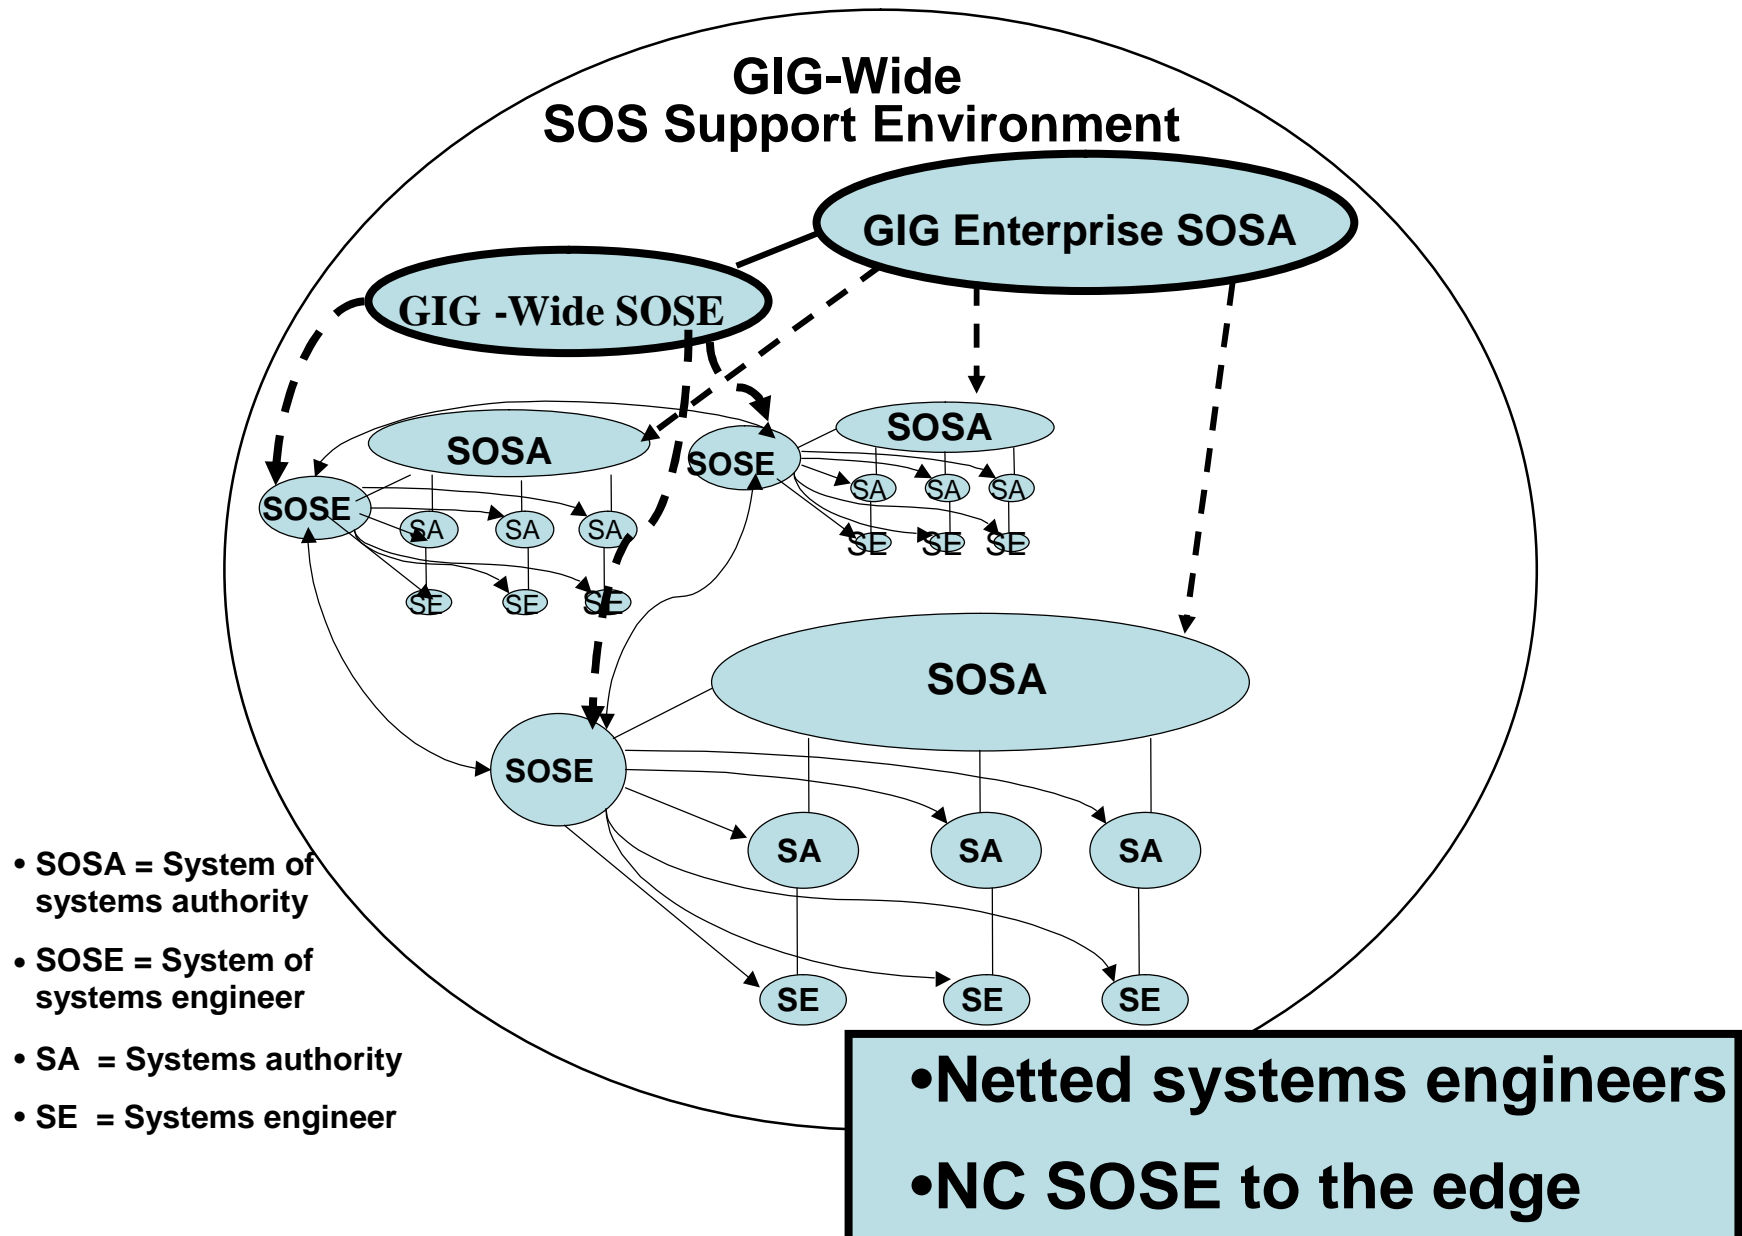 GIG-Wide
SOS Support Environment
GIG Enterprise SOSA
GIG -Wide SOSE
SOSA
SOSA
SOSE
SOSE
SA
SA
SA
SE
SE
SE
SA
SA
SA
SE
SE
SE
SOSA
SOSE
SA
SA
SA
SE
SE
SE
• SOSA = System of
systems authority
• SOSE = System of
systems engineer
• SA = Systems authority
• SE = Systems engineer
•Netted systems engineers
•NC SOSE to the edge